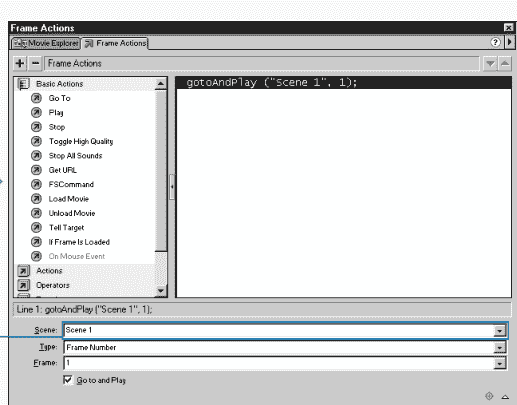 Frame Actions
Movie Explorer
Frame Actions
?
+ − Frame Actions
Basic Actions
Go To
Play
Stop
Toggle High Quality
Stop All Sounds
Get URL
FSCommand
Load Movie
Unload Movie
Tell Target
If Frame Is Loaded
On Mouse Event
Actions
Operators
gotoAndPlay ("Scene 1", 1);
Line 1: gotoAndPlay ("Scene 1", 1);
Scene: Scene 1
Type: Frame Number
Frame: 1
Go to and Play